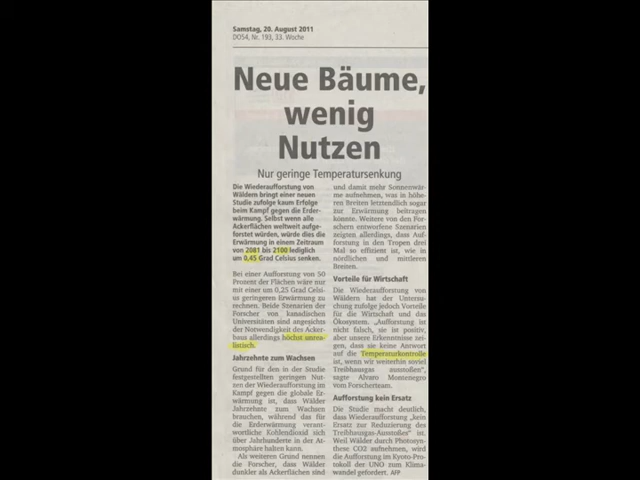 Samstag, 20. August 2011
DOS4, Nr. 193, 33. Woche
Neue Bäume,
wenig
Nutzen
Nur geringe Temperatursenkung
Die Wiederaufforstung von
Wäldern bringt einer neuen
Studie zufolge kaum Erfolge
beim Kampf gegen die Erder-
wärmung. Selbst wenn alle
Ackerflächen weltweit aufge-
forstet würden, würde dies die
Erwärmung in einem Zeitraum
von 2081 bis 2100 lediglich
um 0,45 Grad Celsius senken.
Bei einer Aufforstung von 50
Prozent der Flächen wäre nur
mit einer um 0,25 Grad Celsi-
us geringeren Erwärmung zu
rechnen. Beide Szenarien der
Forscher von kanadischen
Universitäten sind angesichts
der Notwendigkeit des Acker-
baus allerdings höchst unrea-
listisch.
Jahrzehnte zum Wachsen
Grund für den in der Studie
festgestellten geringen Nut-
zen der Wiederaufforstung im
Kampf gegen die globale Er-
wärmung ist, dass Wälder
Jahrzehnte zum Wachsen
brauchen, während das für
die Erderwärmung verant-
wortliche Kohlendioxid sich
über Jahrhunderte in der At-
mosphäre halten kann.
Als weiteren Grund nennen
die Forscher, dass Wälder
dunkler als Ackerflächen sind
und damit mehr Sonnenwär-
me aufnehmen, was in höhe-
ren Breiten letztendlich sogar
zur Erwärmung beitragen
könnte. Weitere von den For-
schern entworfene Szenarien
zeigten allerdings, dass Auf-
forstung in den Tropen drei
Mal so effizient ist, wie in
nördlichen und mittleren
Breiten.
Vorteile für Wirtschaft
Die Wiederaufforstung von
Wäldern hat der Untersu-
chung zufolge jedoch Vorteile
für die Wirtschaft und das
Ökosystem. „Aufforstung ist
nicht falsch, sie ist positiv,
aber unsere Erkenntnisse zei-
gen, dass sie keine Antwort
auf die Temperaturkontrolle
ist, wenn wir weiterhin soviel
Treibhausgas ausstoßen",
sagte Alvaro Montenegro
vom Forscherteam.
Aufforstung kein Ersatz
Die Studie macht deutlich,
dass Wiederaufforstung „kein
Ersatz zur Reduzierung des
Treibhausgas-Ausstoßes" ist.
Weil Wälder durch Photosyn-
these CO2 aufnehmen, wird
die Aufforstung im Kyoto-Pro-
tokoll der UNO zum Klima-
wandel gefordert. AFP